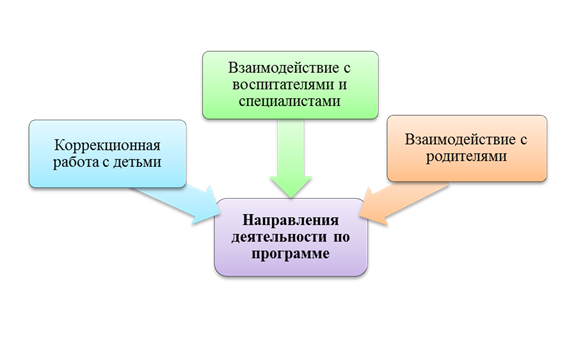 Взаимодействие с
воспитателями и
специалистами
Коррекционная
работа с детьми
Взаимодействие с
родителями
Направления
деятельности по
программе